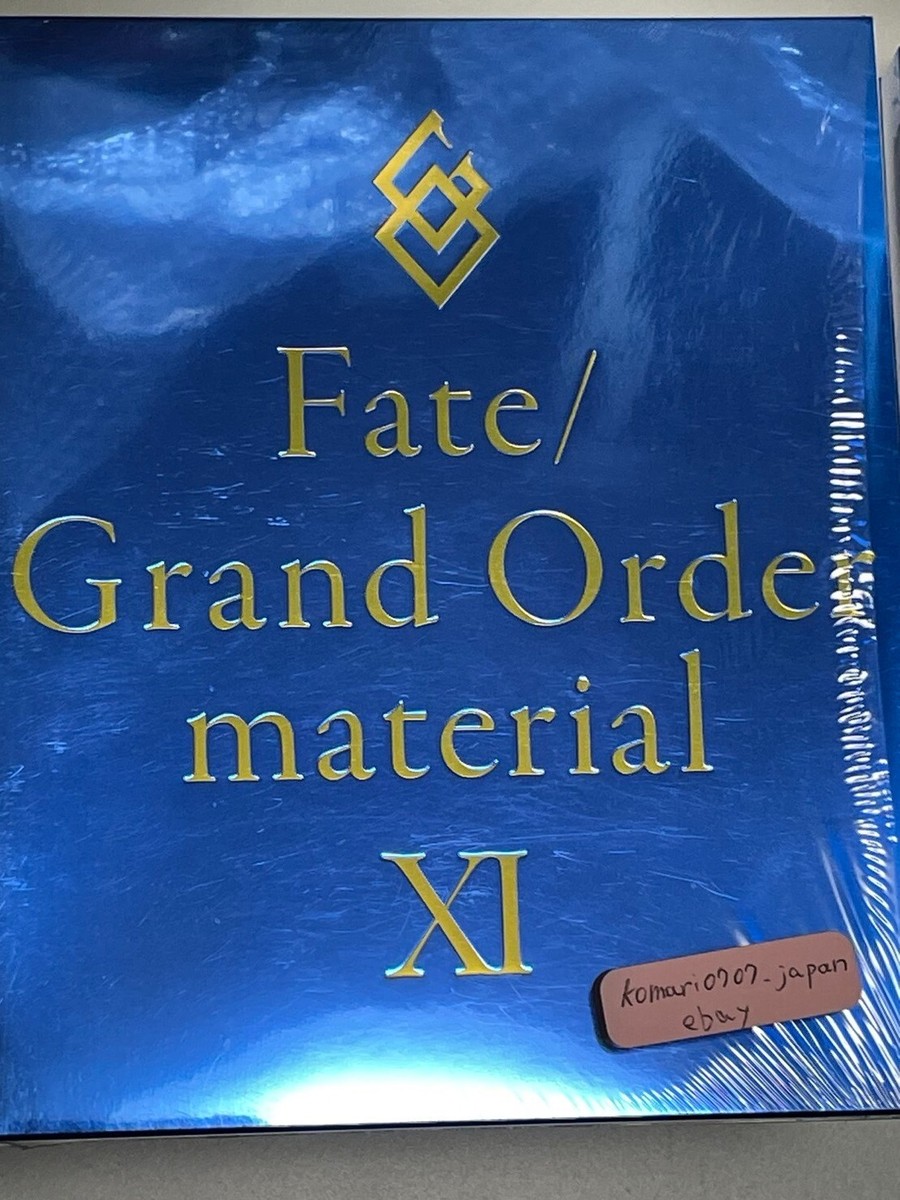 Fate/
Grand Order
material
XI
komari0707-japan
ebay